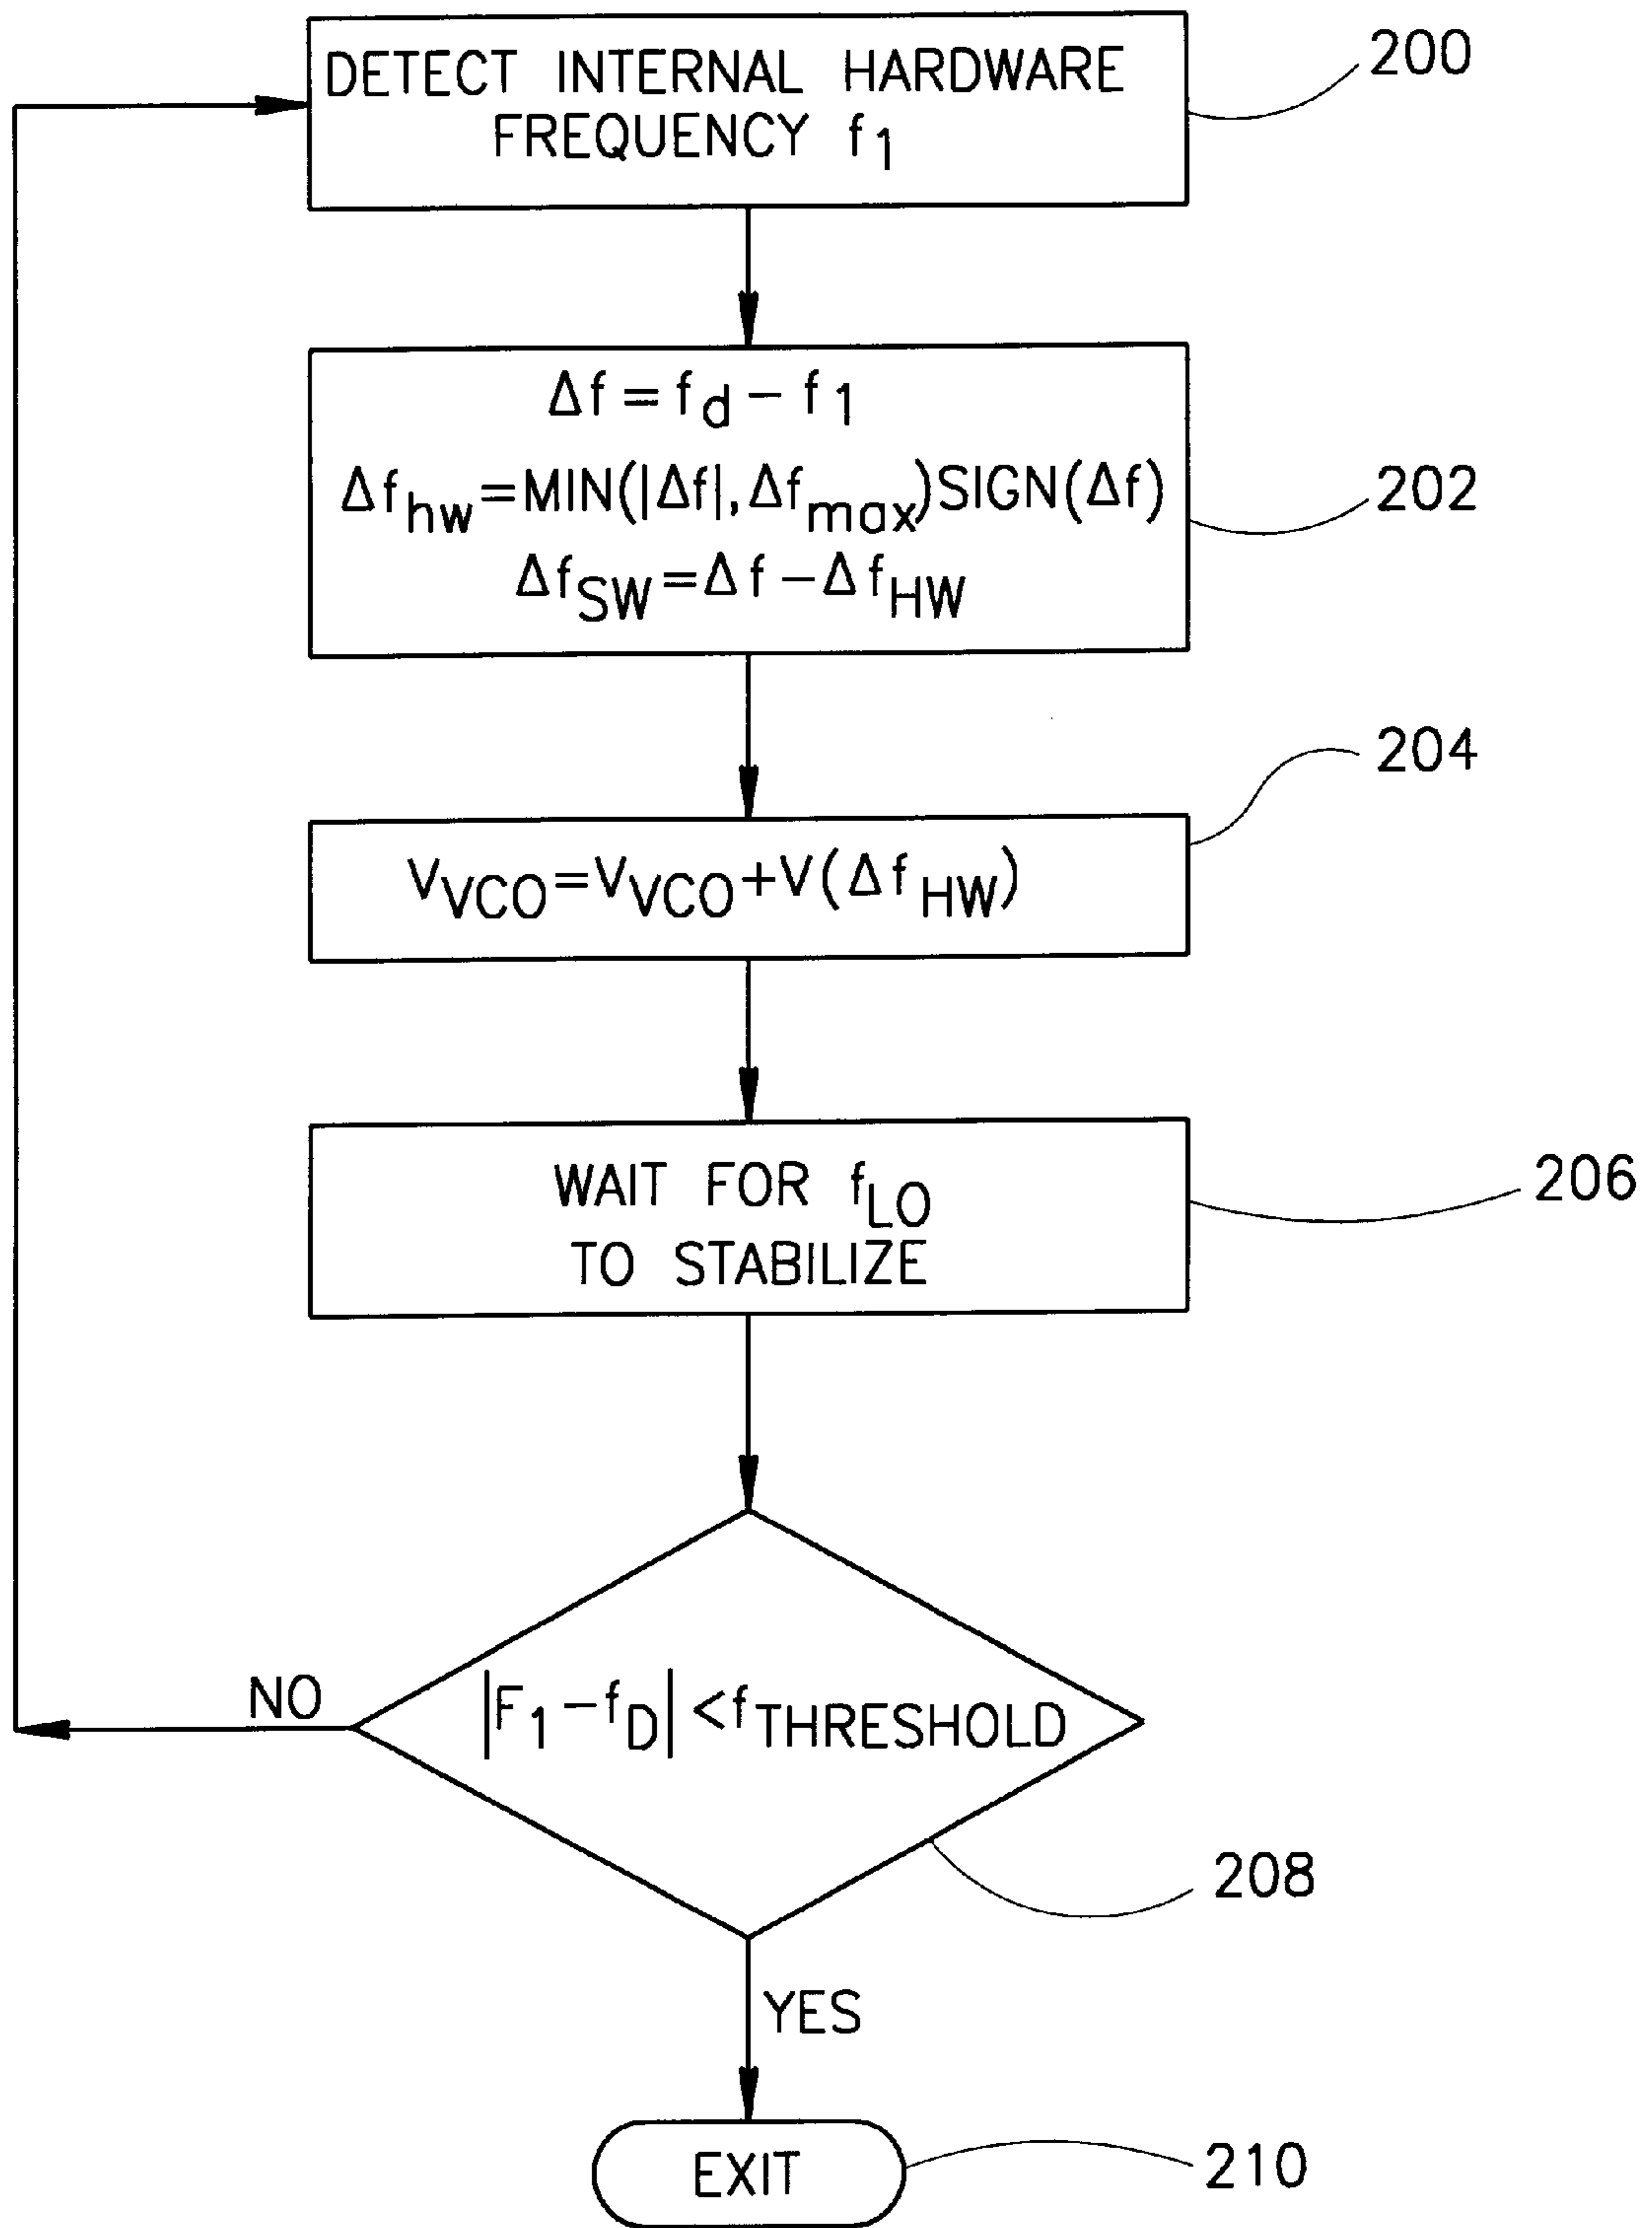 DETECT INTERNAL HARDWARE
FREQUENCY f1
200
Δf = fd − f1
Δfhw=MIN(|Δf|,Δfmax)SIGN(Δf)
ΔfSW=Δf−ΔfHW
202
204
VVCO=VVCO+V(ΔfHW)
WAIT FOR fLO
TO STABILIZE
206
NO
|F1−fD|<fTHRESHOLD
208
YES
EXIT
210